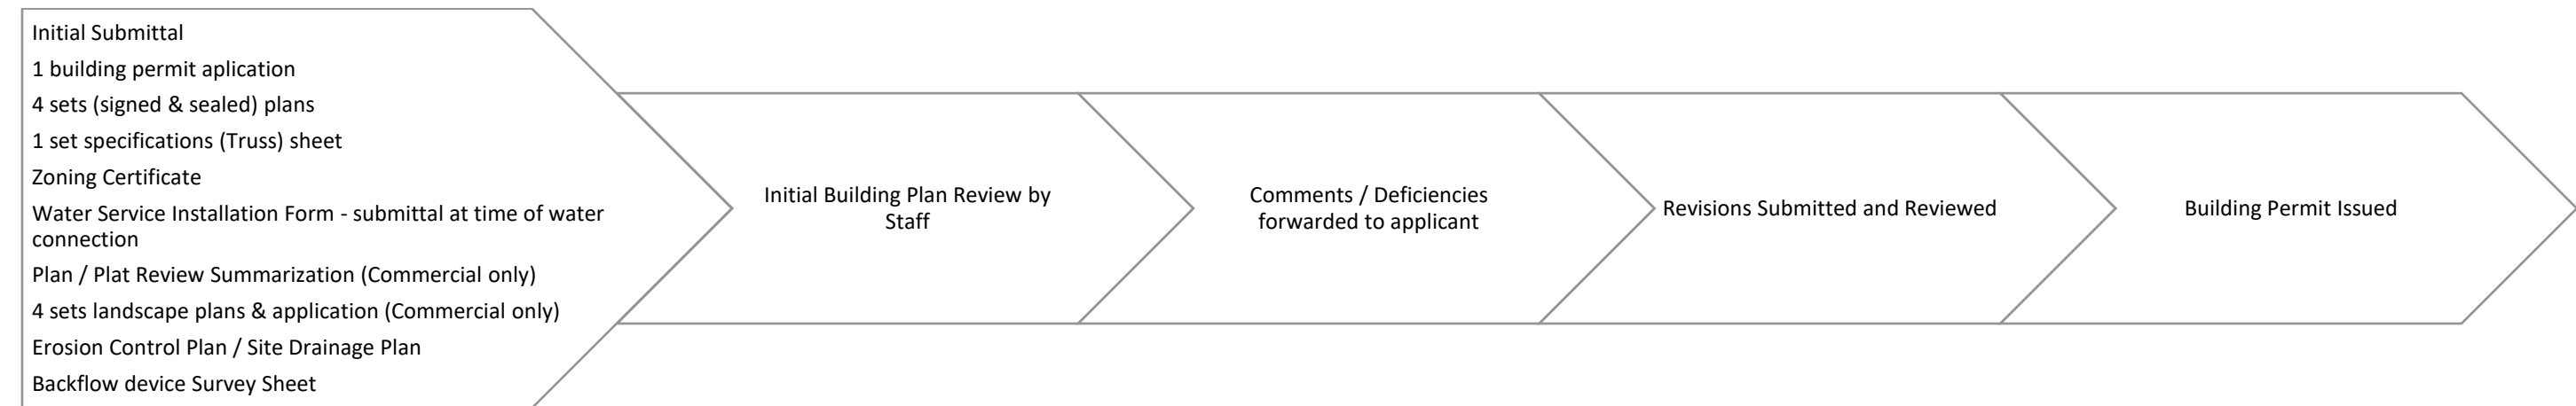 Initial Submittal
1 building permit aplication
4 sets (signed & sealed) plans
1 set specifications (Truss) sheet
Zoning Certificate
Water Service Installation Form - submittal at time of water
connection
Plan / Plat Review Summarization (Commercial only)
4 sets landscape plans & application (Commercial only)
Erosion Control Plan / Site Drainage Plan
Backflow device Survey Sheet
Initial Building Plan Review by
Staff
Comments / Deficiencies
forwarded to applicant
Revisions Submitted and Reviewed
Building Permit Issued